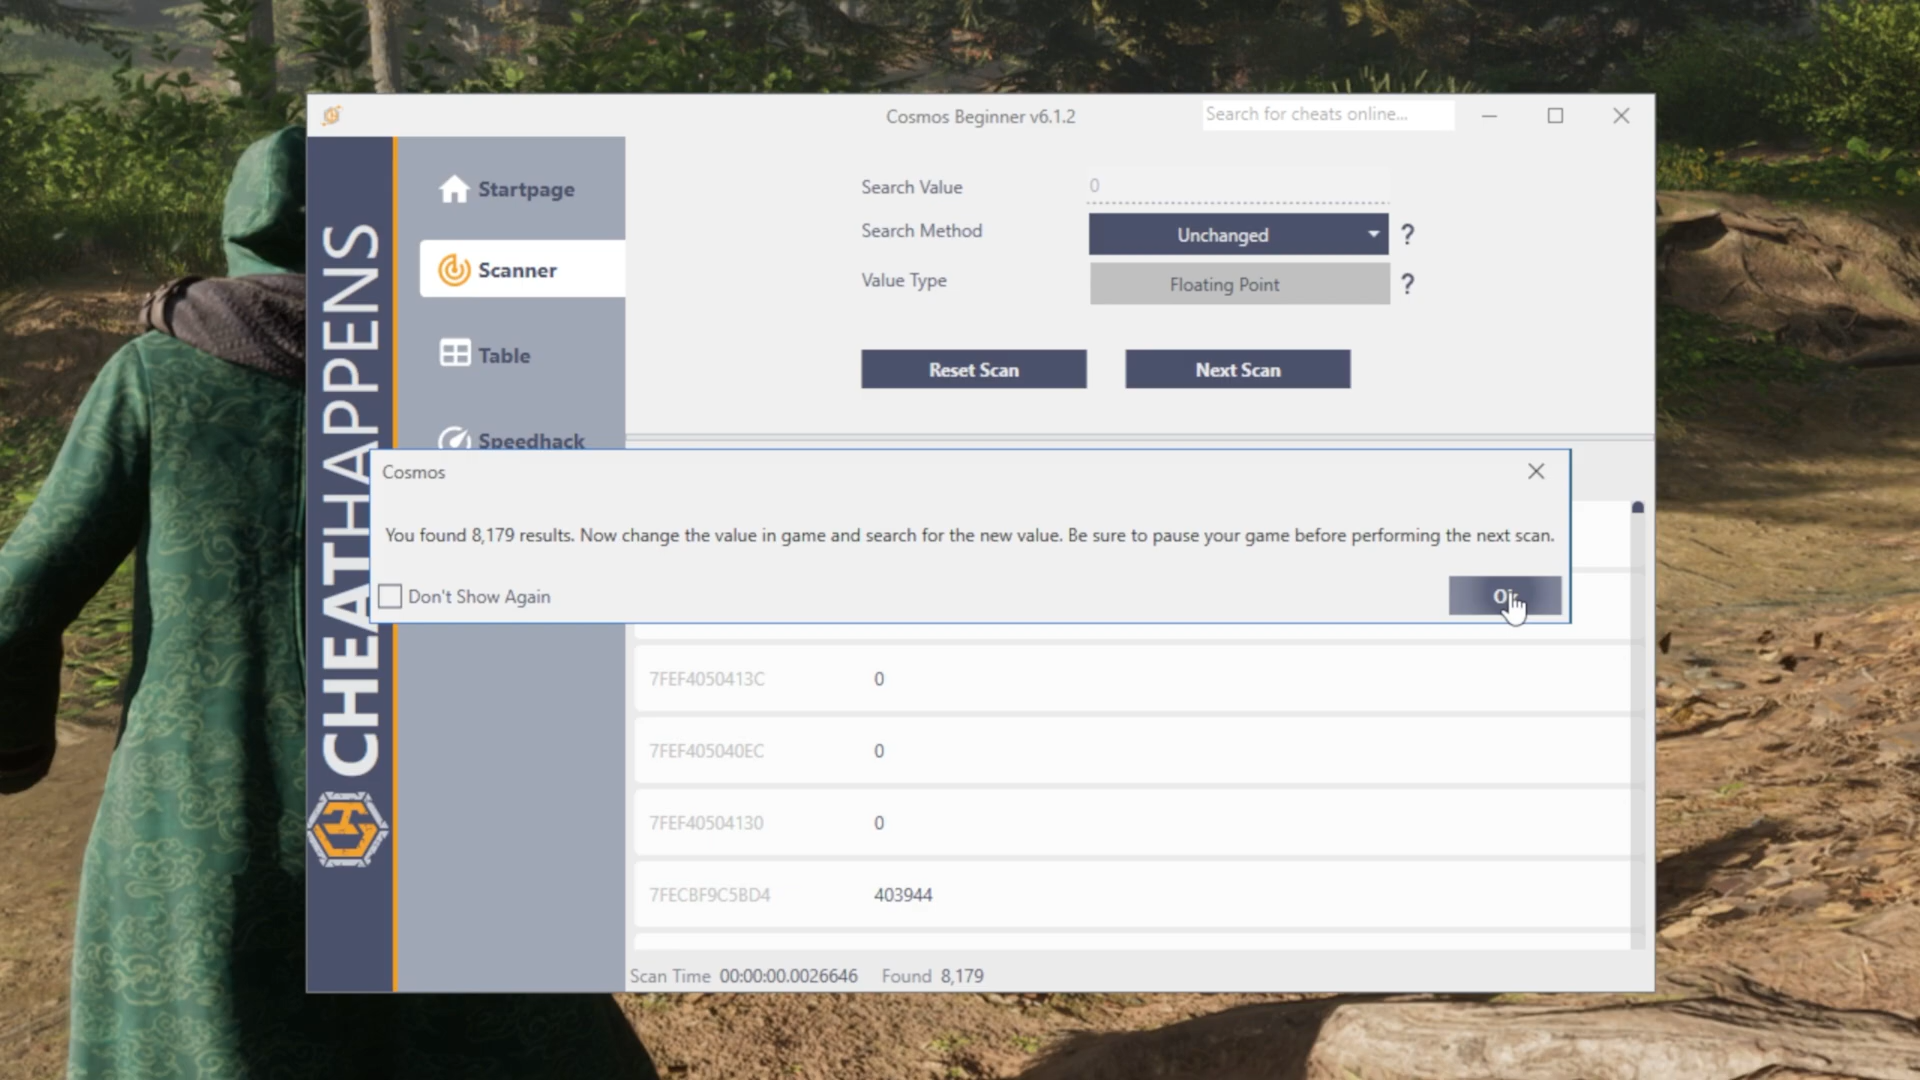 Cosmos Beginner v6.1.2
Search for cheats online...
CHEATHAPPENS
Startpage
Scanner
Table
Speedhack
Search Value
0
Search Method
Unchanged
?
Value Type
Floating Point
?
Reset Scan
Next Scan
Cosmos
You found 8,179 results. Now change the value in game and search for the new value. Be sure to pause your game before performing the next scan.
Don't Show Again
7FEF4050413C 0
7FEF405040EC 0
7FEF40504130 0
7FECBF9C5BD4 403944
Scan Time 00:00:00.0026646 Found 8,179